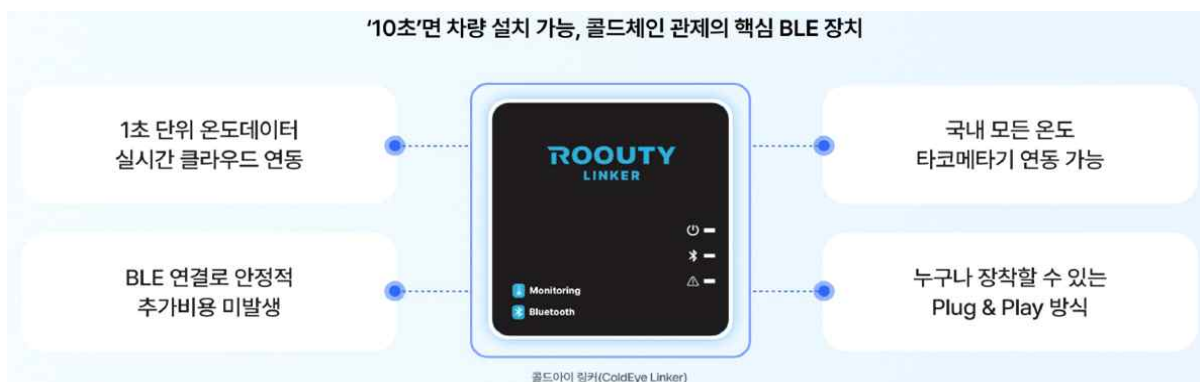 ‘10초’면 차량 설치 가능, 콜드체인 관제의 핵심 BLE 장치
1초 단위 온도데이터
실시간 클라우드 연동
BLE 연결로 안정적
추가비용 미발생
ROOUTY
LINKER
Monitoring
Bluetooth
국내 모든 온도
타코메타기 연동 가능
누구나 장착할 수 있는
Plug & Play 방식
콜드아이 링커(ColdEye Linker)